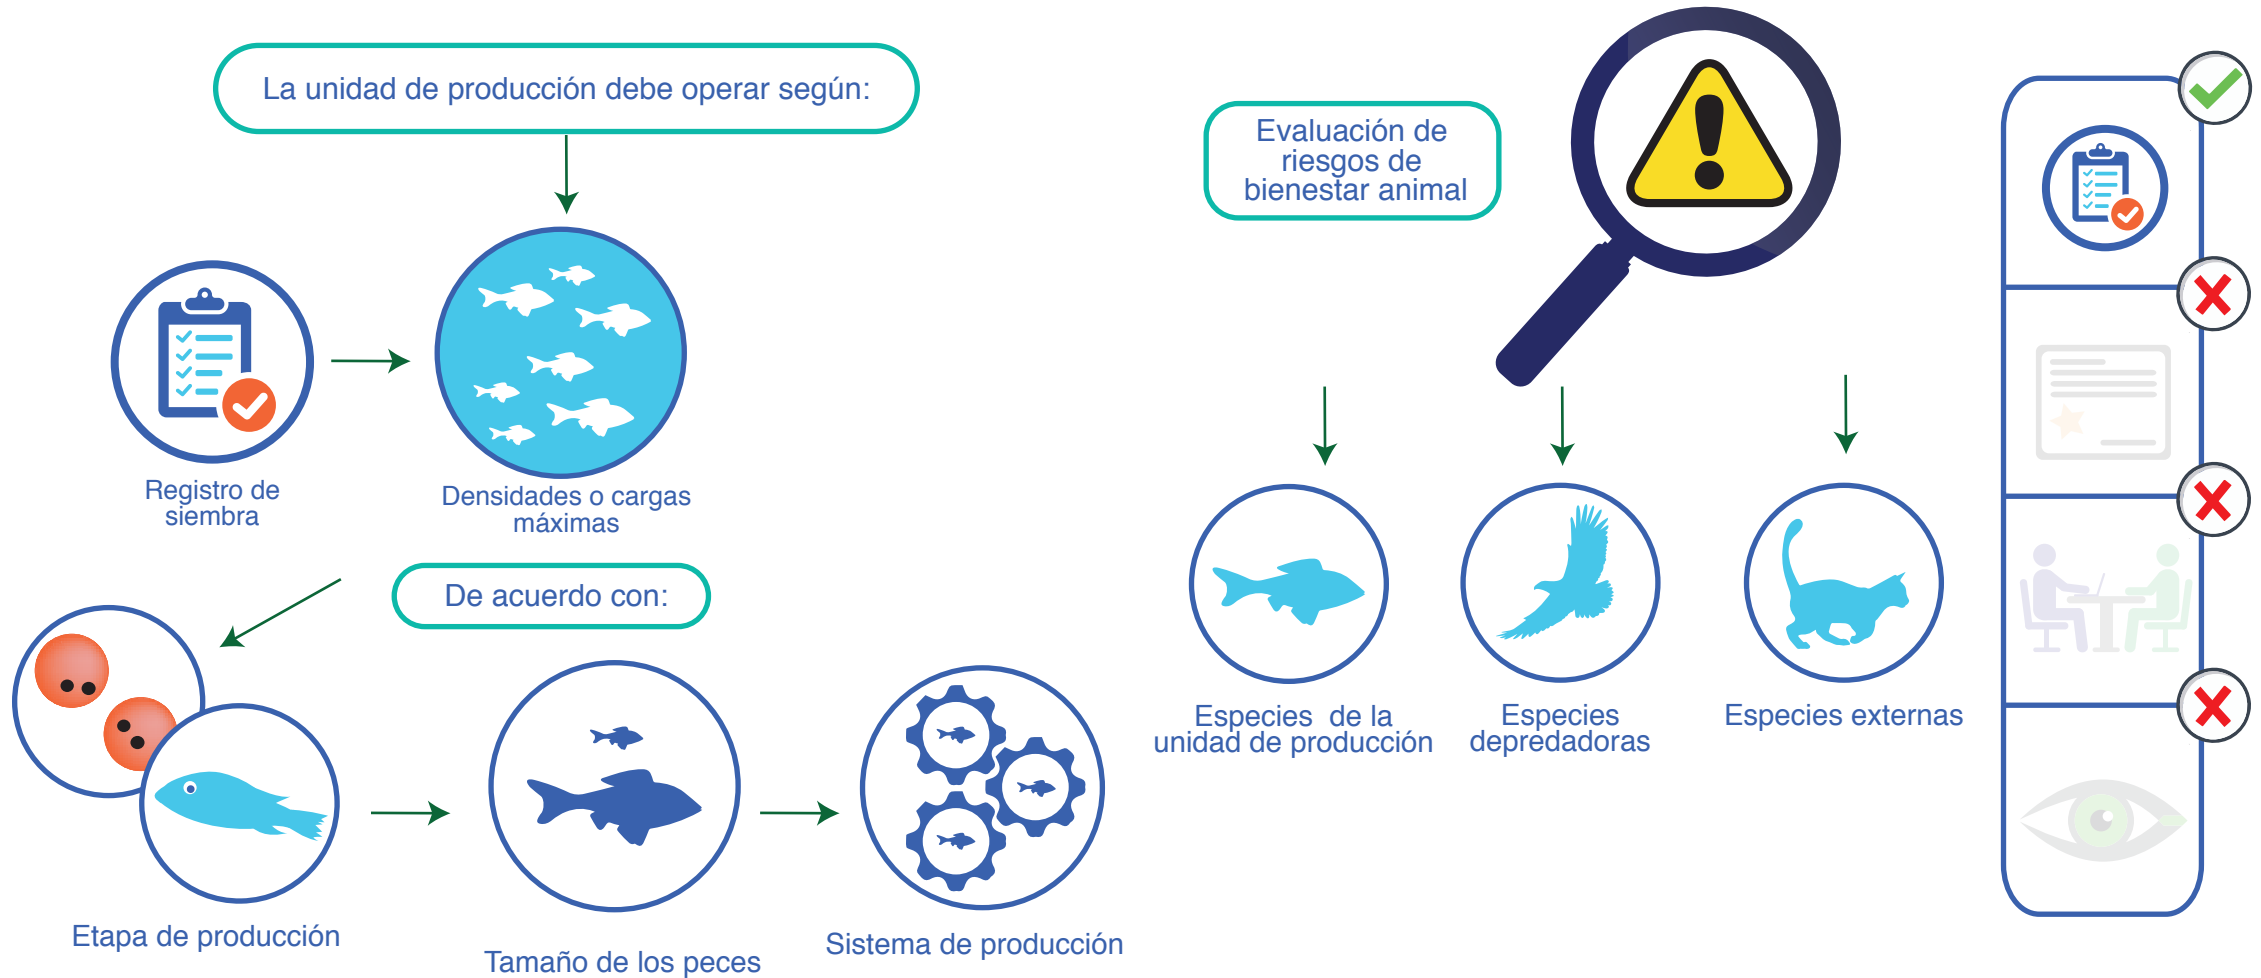 La unidad de producción debe operar según:
Registro de
siembra
Densidades o cargas
máximas
De acuerdo con:
Etapa de producción
Tamaño de los peces
Sistema de producción
Evaluación de
riesgos de
bienestar animal
Especies de la
unidad de producción
Especies
depredadoras
Especies externas